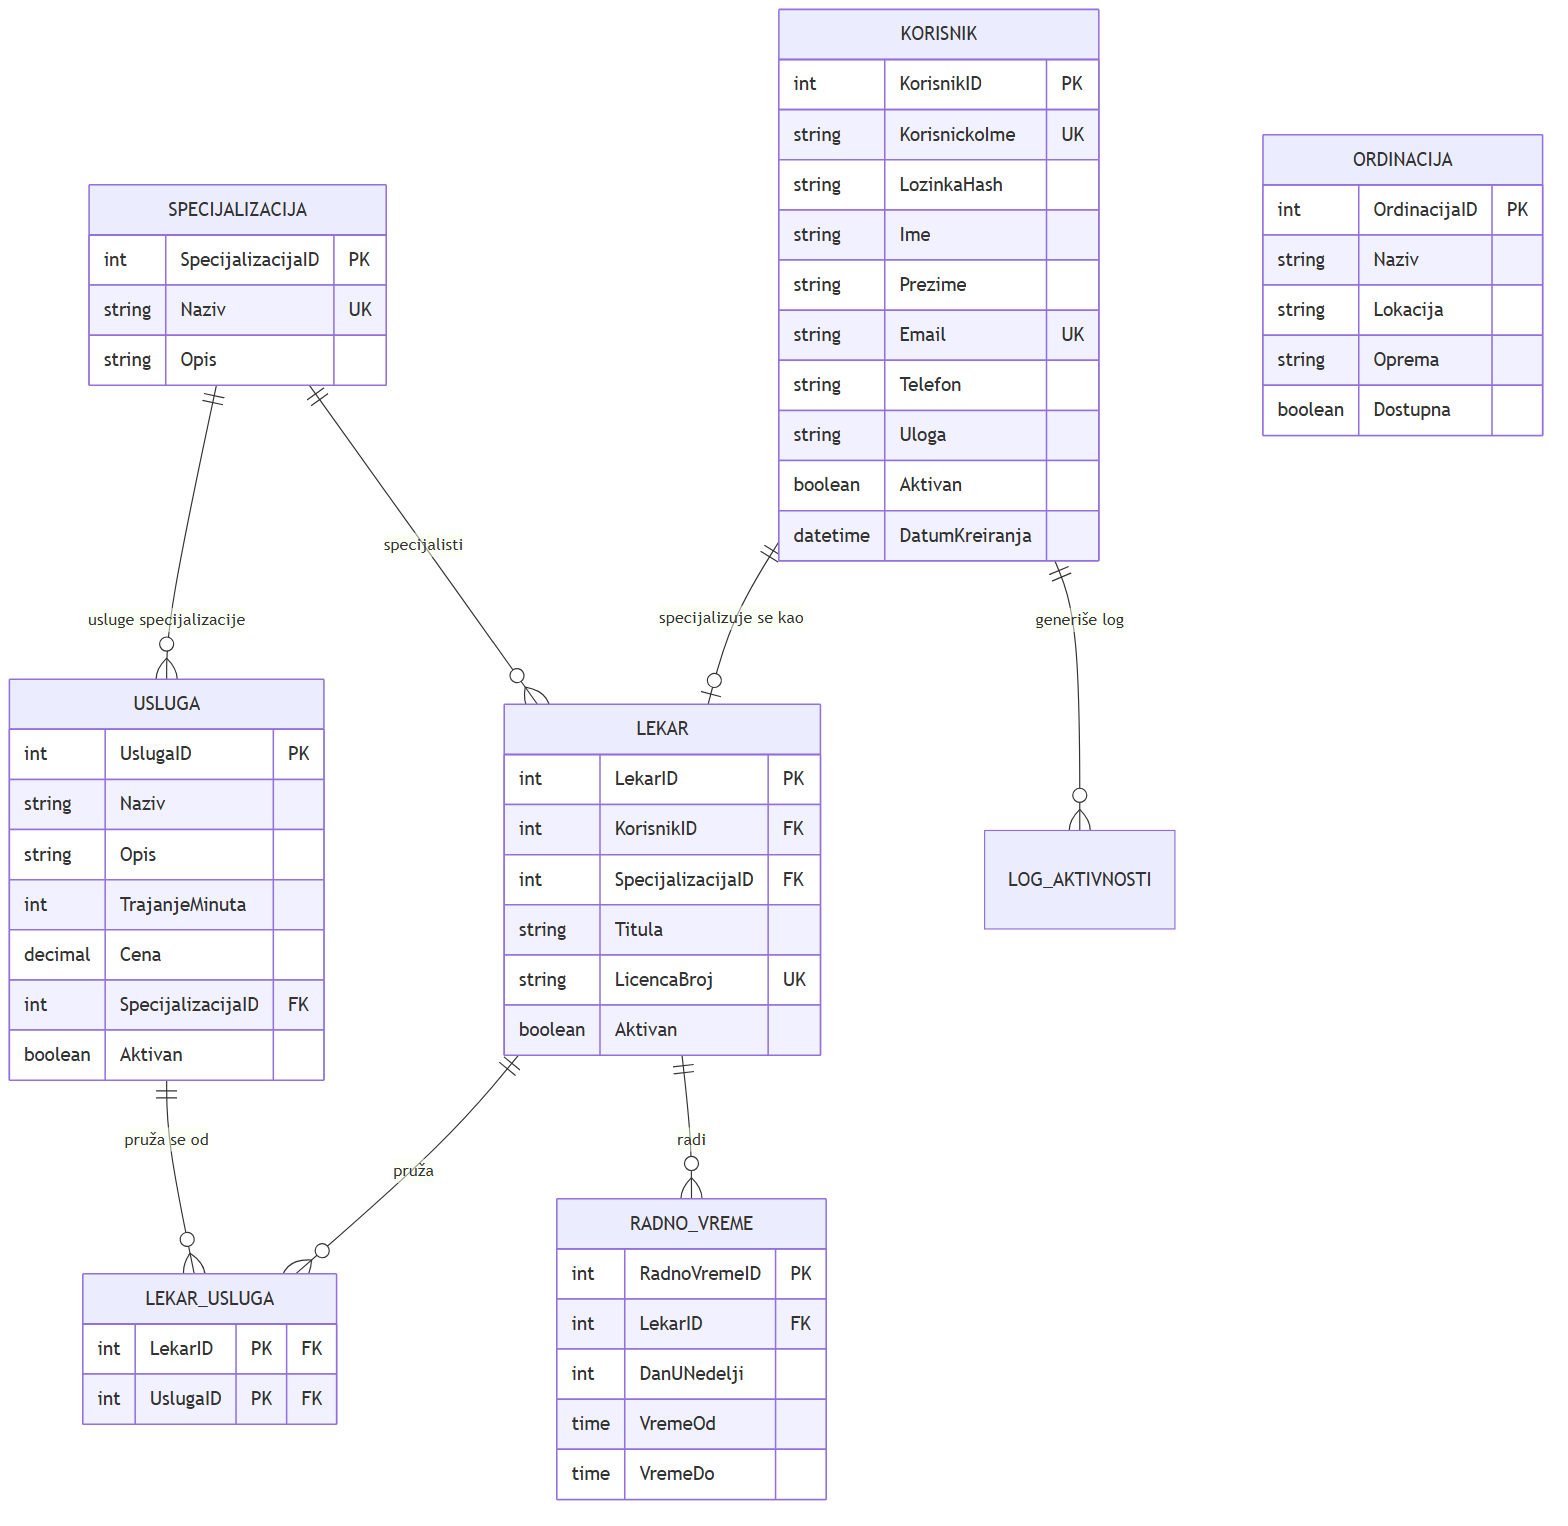 KORISNIK
int KorisnikID PK
string KorisnickoIme UK
string LozinkaHash
string Ime
string Prezime
string Email UK
string Telefon
string Uloga
boolean Aktivan
datetime DatumKreiranja
ORDINACIJA
int OrdinacijaID PK
string Naziv
string Lokacija
string Oprema
boolean Dostupna
SPECIJALIZACIJA
int SpecijalizacijaID PK
string Naziv UK
string Opis
specijalisti
usluge specijalizacije
specijalizuje se kao
generiše log
USLUGA
int UslugaID PK
string Naziv
string Opis
int TrajanjeMinuta
decimal Cena
int SpecijalizacijaID FK
boolean Aktivan
LEKAR
int LekarID PK
int KorisnikID FK
int SpecijalizacijaID FK
string Titula
string LicencaBroj UK
boolean Aktivan
LOG_AKTIVNOSTI
pruža se od
pruža
radi
LEKAR_USLUGA
int LekarID PK FK
int UslugaID PK FK
RADNO_VREME
int RadnoVremeID PK
int LekarID FK
int DanUNedelji
time VremeOd
time VremeDo